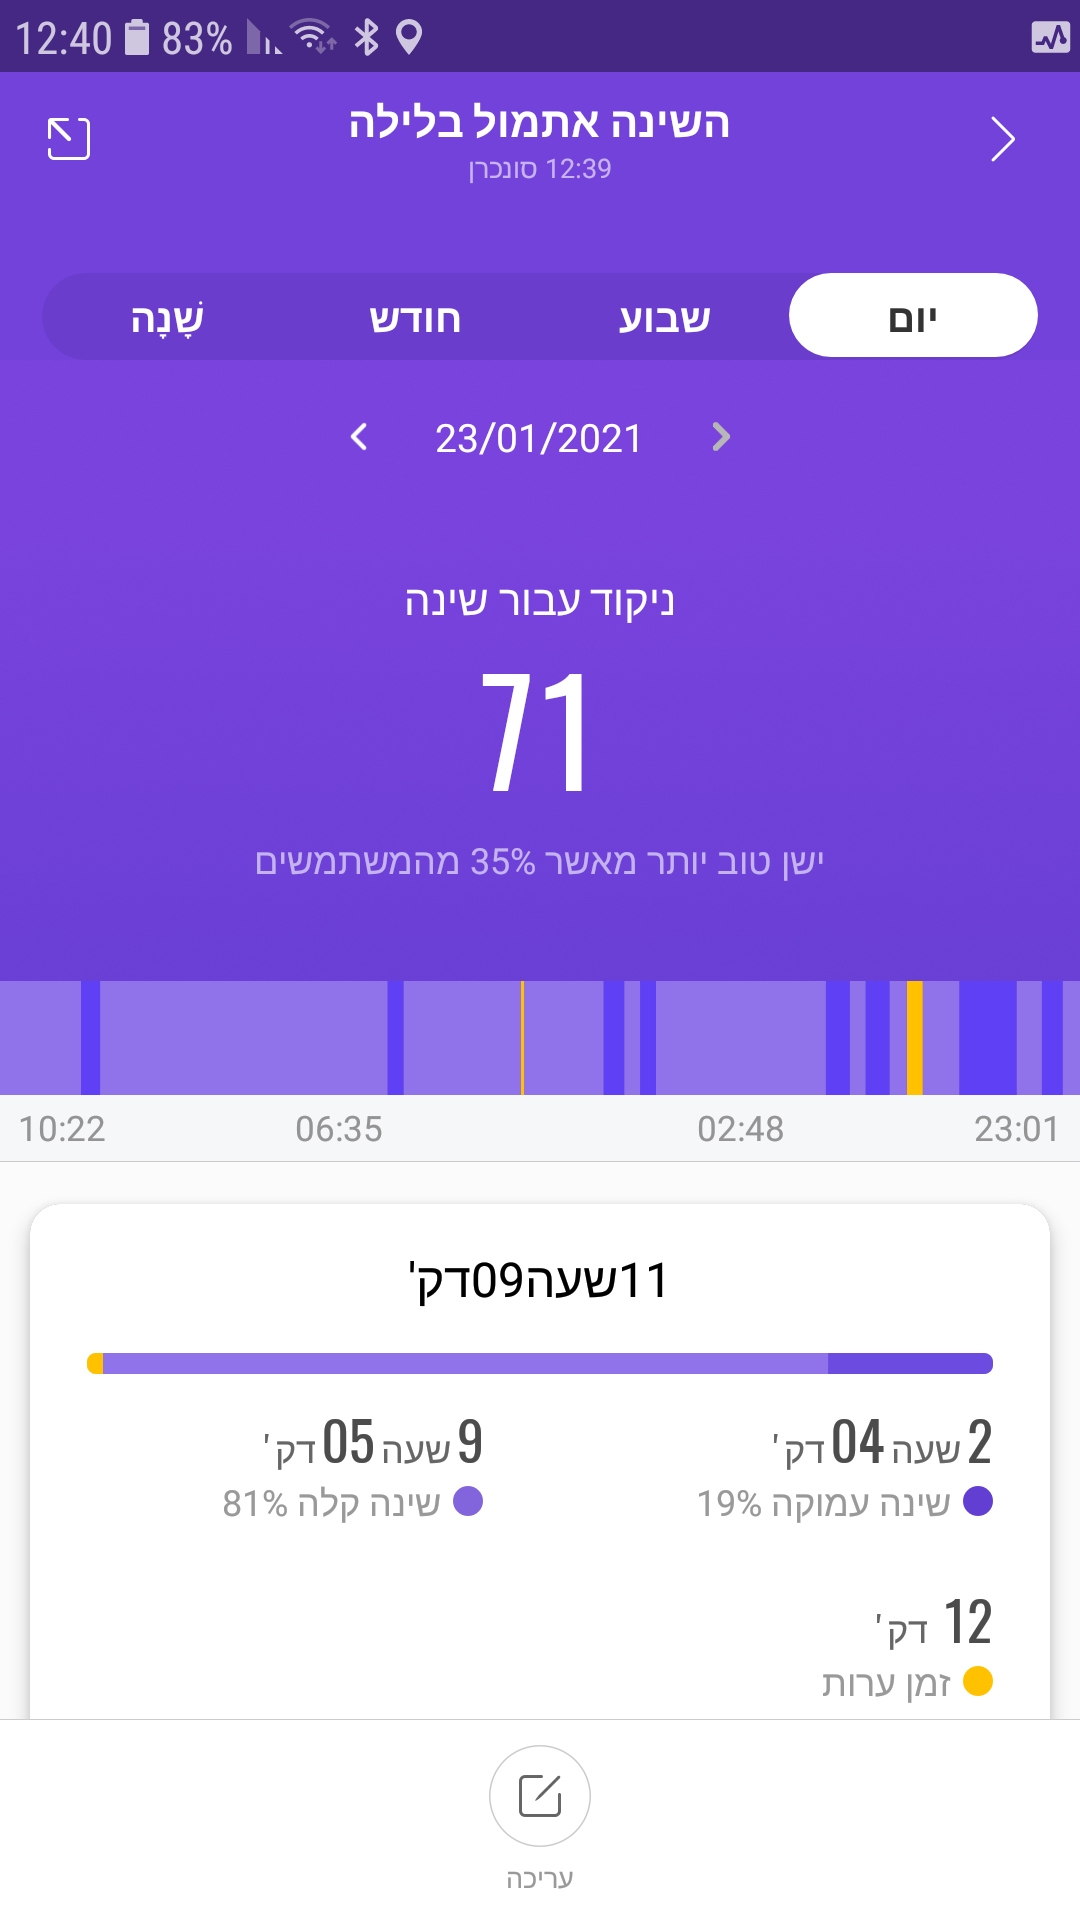 12:40 83%
השינה אתמול בלילה
12:39 סונכרן
יום שבוע חודש שָׁנָה
23/01/2021
ניקוד עבור שינה
71
ישן טוב יותר מאשר 35% מהמשתמשים
23:01 02:48 06:35 10:22
11שעה09דק'
2 שעה 04 דק' 9 שעה 05 דק'
שינה עמוקה 19% שינה קלה 81%
12 דק'
זמן ערות
עריכה